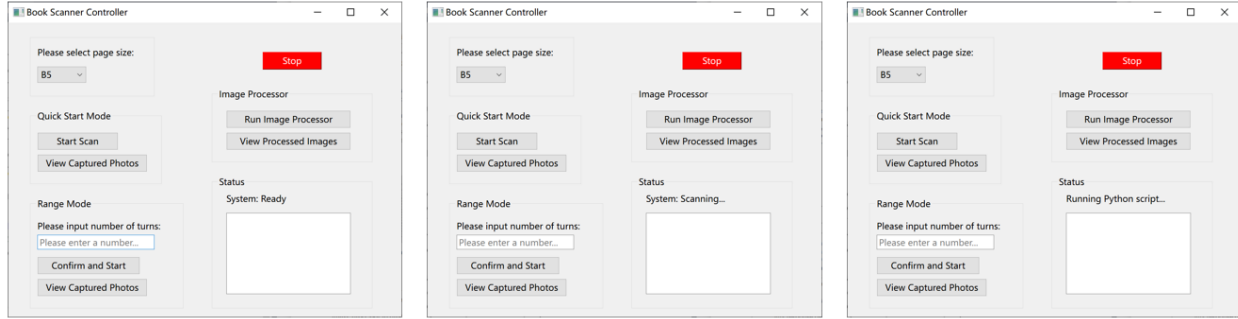 Book Scanner Controller
Please select page size:
B5
Stop
Image Processor
Run Image Processor
View Processed Images
Quick Start Mode
Start Scan
View Captured Photos
Status
System: Ready
Range Mode
Please input number of turns:
Please enter a number...
Confirm and Start
View Captured Photos
Book Scanner Controller
Please select page size:
B5
Stop
Image Processor
Run Image Processor
View Processed Images
Quick Start Mode
Start Scan
View Captured Photos
Status
System: Scanning...
Range Mode
Please input number of turns:
Please enter a number...
Confirm and Start
View Captured Photos
Book Scanner Controller
Please select page size:
B5
Stop
Image Processor
Run Image Processor
View Processed Images
Quick Start Mode
Start Scan
View Captured Photos
Status
Running Python script...
Range Mode
Please input number of turns:
Please enter a number...
Confirm and Start
View Captured Photos